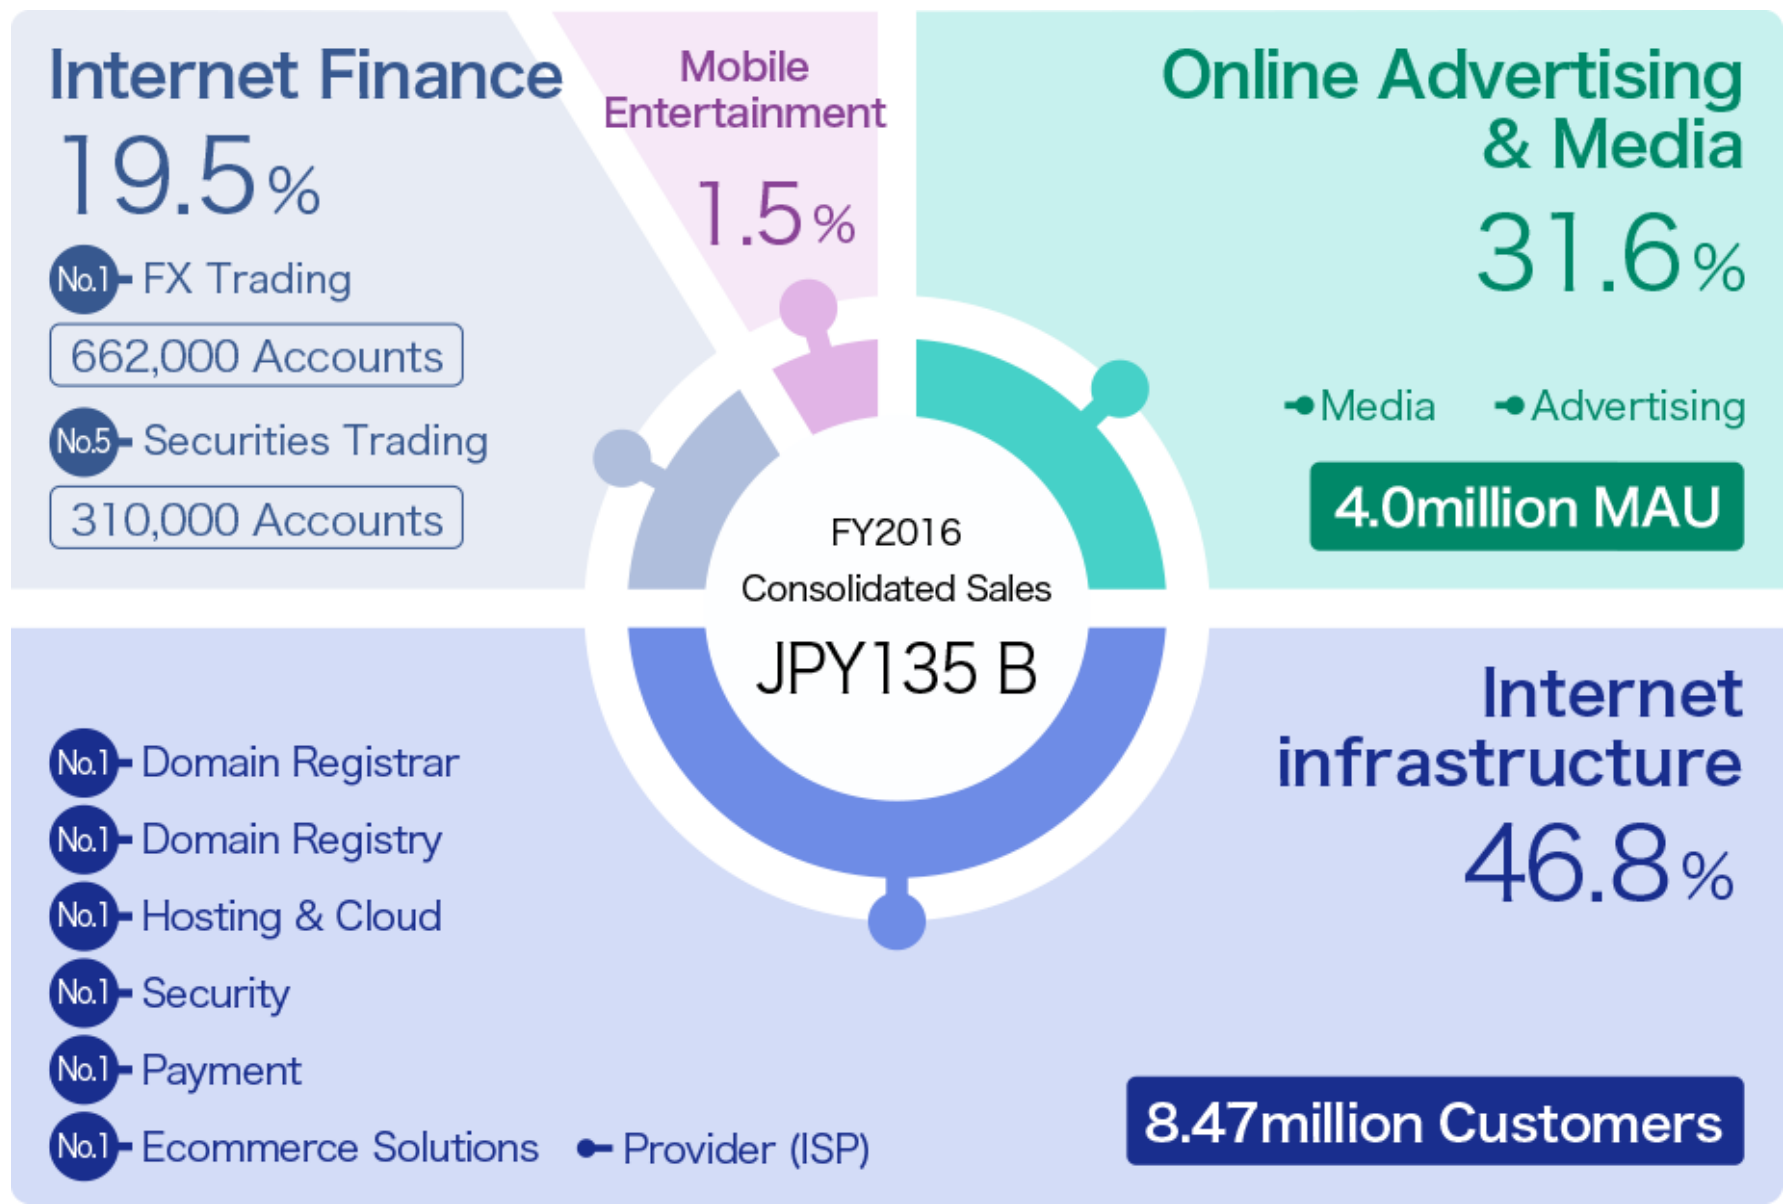 Internet Finance
19.5%
No.1 FX Trading
662,000 Accounts
No.5 Securities Trading
310,000 Accounts
Mobile
Entertainment
1.5%
Online Advertising
& Media
31.6%
Media
Advertising
4.0million MAU
FY2016
Consolidated Sales
JPY135 B
Internet
infrastructure
46.8%
No.1 Domain Registrar
No.1 Domain Registry
No.1 Hosting & Cloud
No.1 Security
No.1 Payment
No.1 Ecommerce Solutions
Provider (ISP)
8.47million Customers